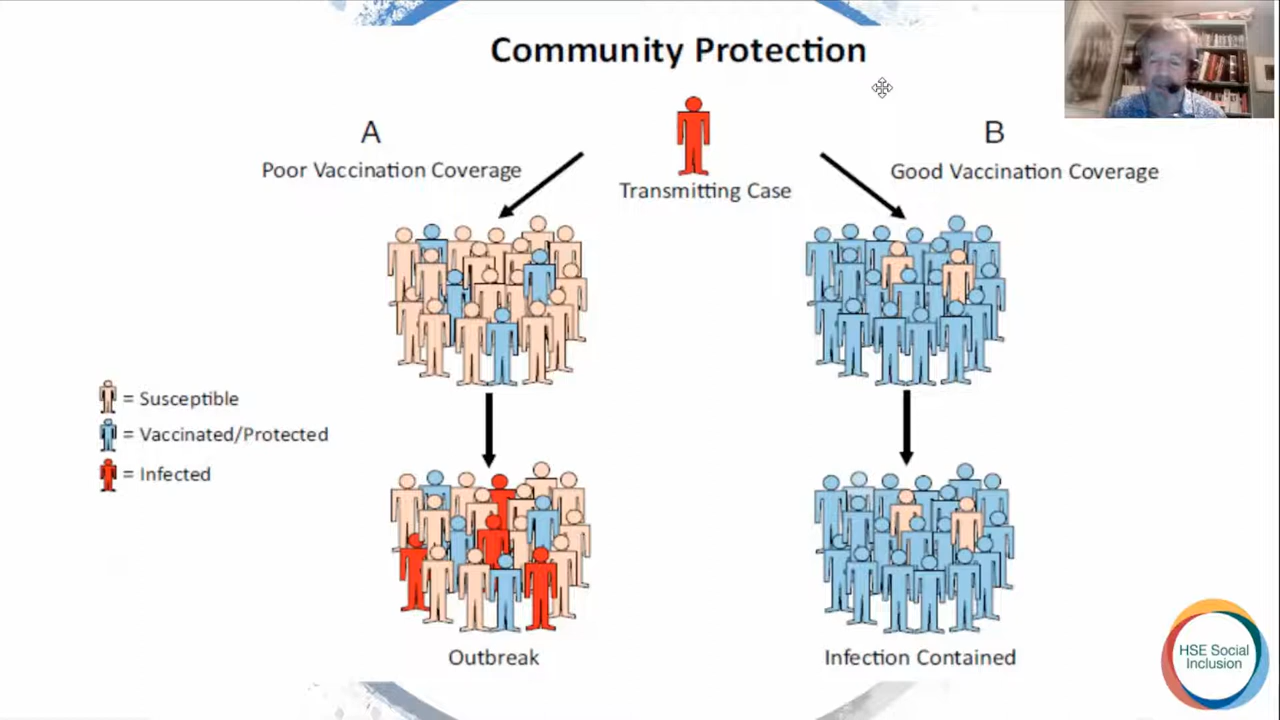 Community Protection
A
B
Poor Vaccination Coverage
Good Vaccination Coverage
Transmitting Case
= Susceptible
= Vaccinated/Protected
= Infected
Outbreak
Infection Contained
HSE Social
Inclusion